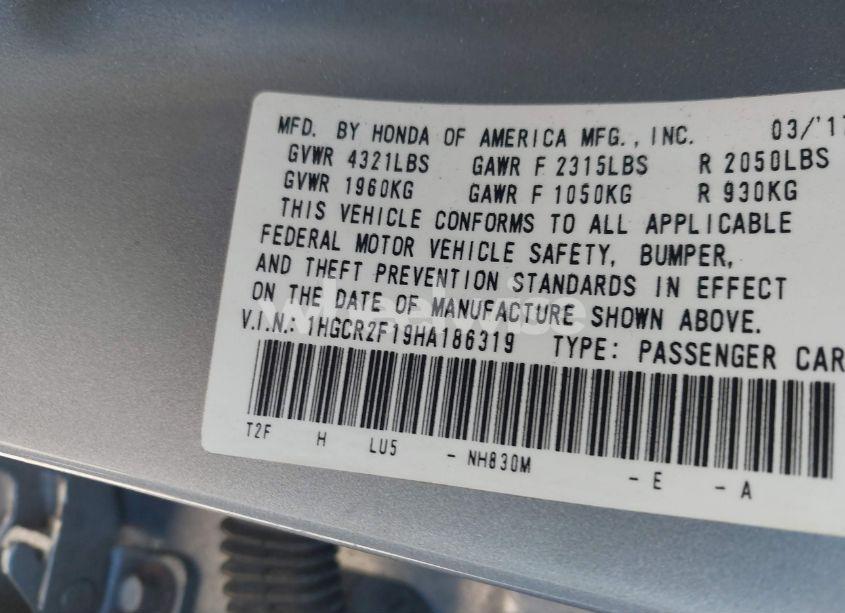 MFD. BY HONDA OF AMERICA MFG., INC. 03/'17
GVWR 4321LBS GAWR F 2315LBS R 2050LBS
GVWR 1960KG GAWR F 1050KG R 930KG
THIS VEHICLE CONFORMS TO ALL APPLICABLE
FEDERAL MOTOR VEHICLE SAFETY, BUMPER,
AND THEFT PREVENTION STANDARDS IN EFFECT
ON THE DATE OF MANUFACTURE SHOWN ABOVE.
V.I.N.: 1HGCR2F19HA186319 TYPE: PASSENGER CAR
T2F H LU5 - NH830M - E - A
wheelwise